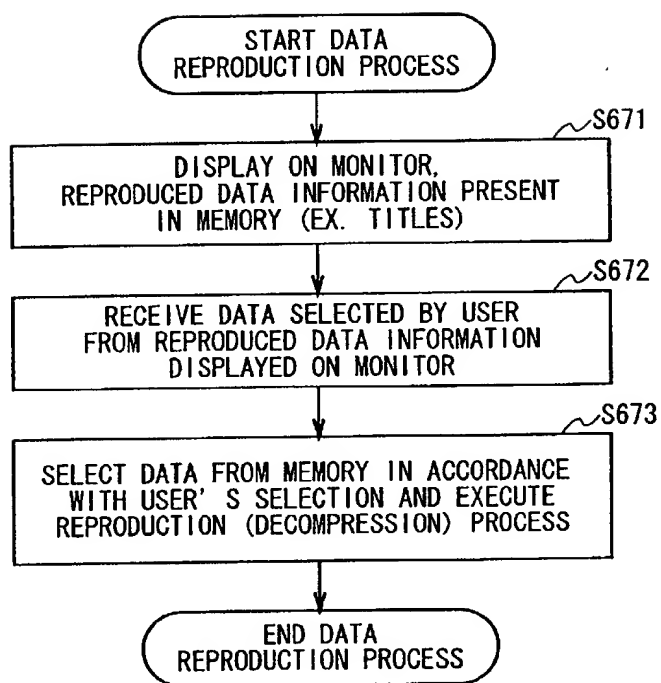 START DATA
REPRODUCTION PROCESS
S671
DISPLAY ON MONITOR,
REPRODUCED DATA INFORMATION PRESENT
IN MEMORY (EX. TITLES)
S672
RECEIVE DATA SELECTED BY USER
FROM REPRODUCED DATA INFORMATION
DISPLAYED ON MONITOR
S673
SELECT DATA FROM MEMORY IN ACCORDANCE
WITH USER' S SELECTION AND EXECUTE
REPRODUCTION (DECOMPRESSION) PROCESS
END DATA
REPRODUCTION PROCESS